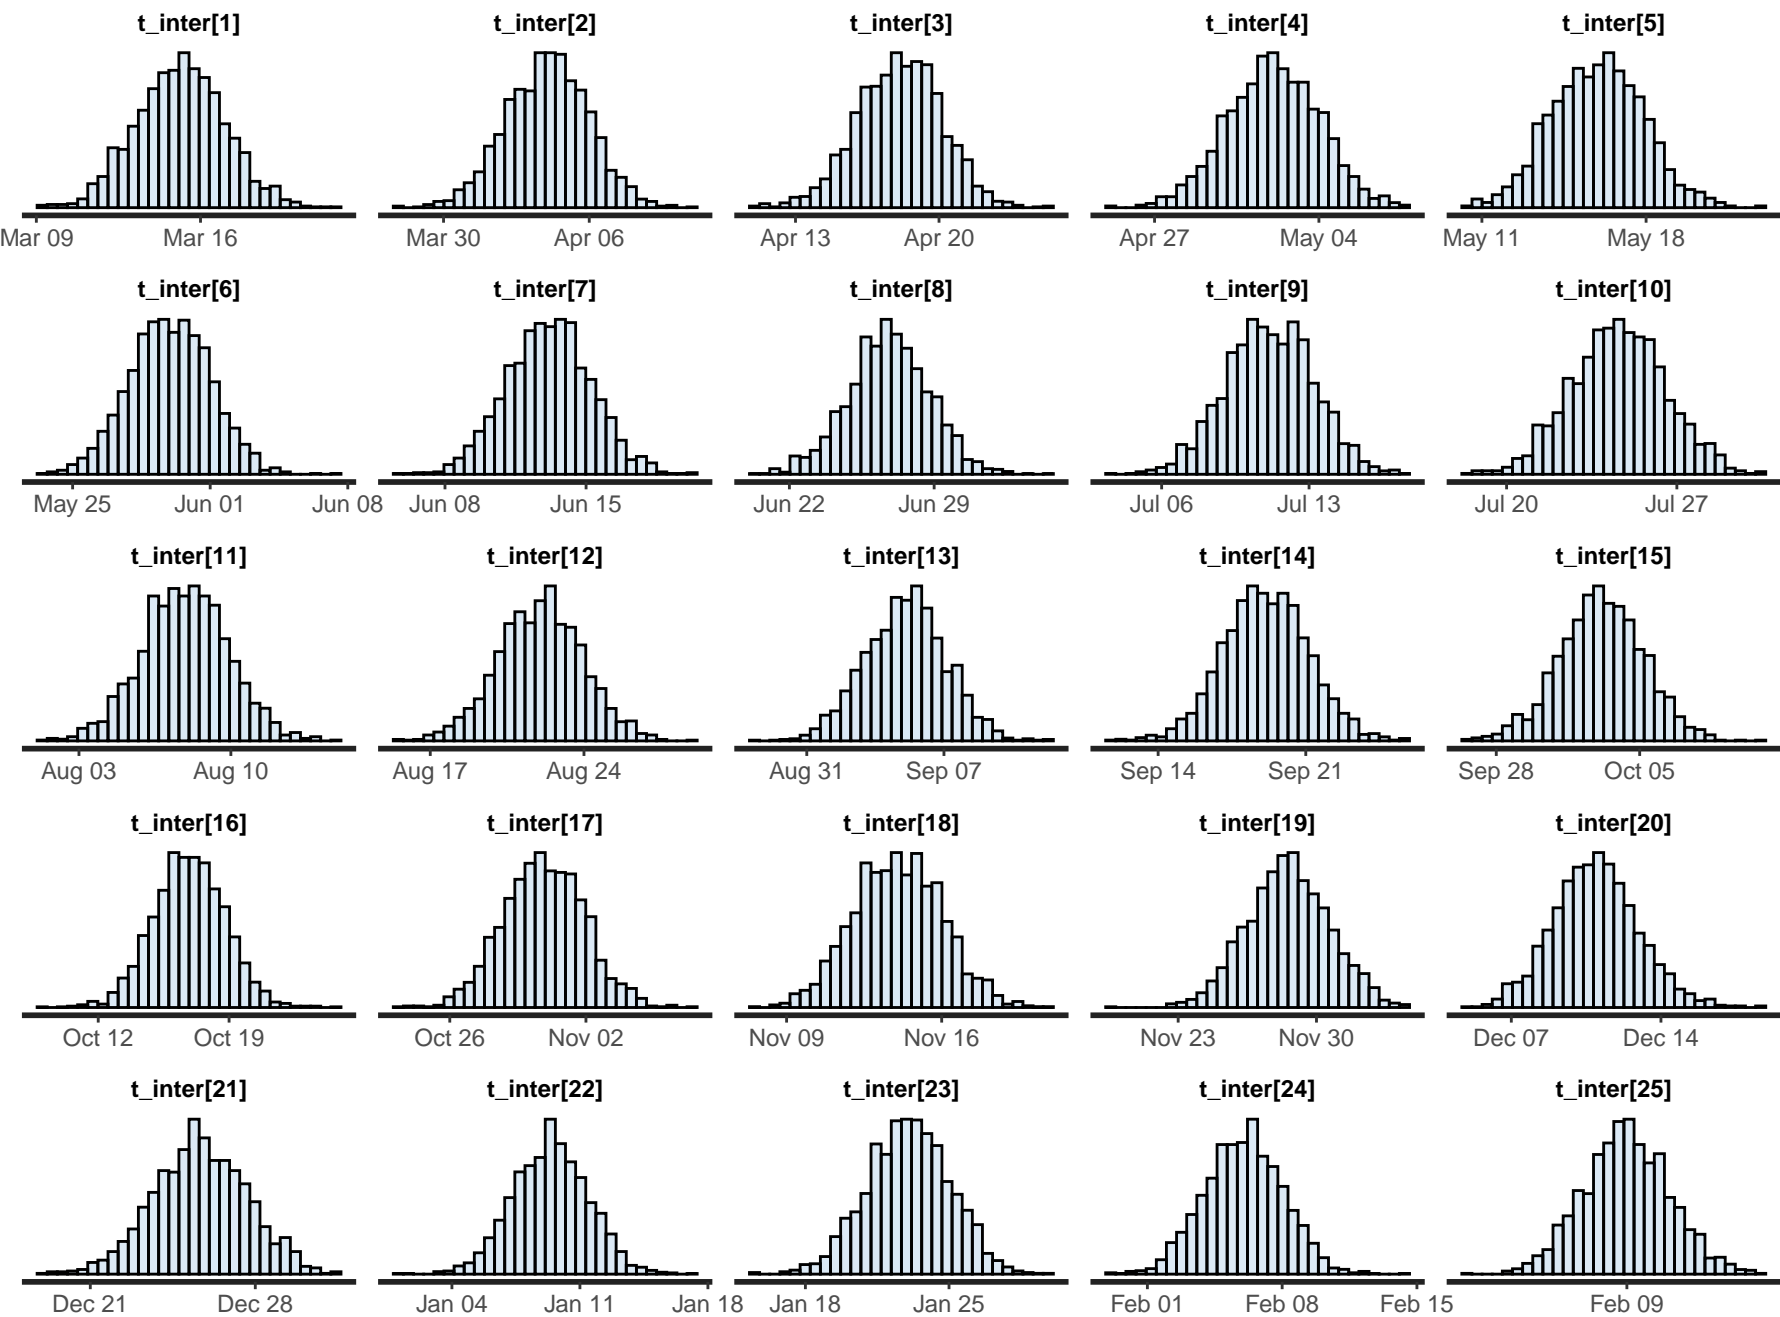 t_inter[1] t_inter[2] t_inter[3] t_inter[4] t_inter[5]
Mar 09 Mar 16 Mar 30 Apr 06 Apr 13 Apr 20 Apr 27 May 04 May 11 May 18
t_inter[6] t_inter[7] t_inter[8] t_inter[9] t_inter[10]
May 25 Jun 01 Jun 08 Jun 08 Jun 15 Jun 22 Jun 29 Jul 06 Jul 13 Jul 20 Jul 27
t_inter[11] t_inter[12] t_inter[13] t_inter[14] t_inter[15]
Aug 03 Aug 10 Aug 17 Aug 24 Aug 31 Sep 07 Sep 14 Sep 21 Sep 28 Oct 05
t_inter[16] t_inter[17] t_inter[18] t_inter[19] t_inter[20]
Oct 12 Oct 19 Oct 26 Nov 02 Nov 09 Nov 16 Nov 23 Nov 30 Dec 07 Dec 14
t_inter[21] t_inter[22] t_inter[23] t_inter[24] t_inter[25]
Dec 21 Dec 28 Jan 04 Jan 11 Jan 18 Jan 18 Jan 25 Feb 01 Feb 08 Feb 15 Feb 09